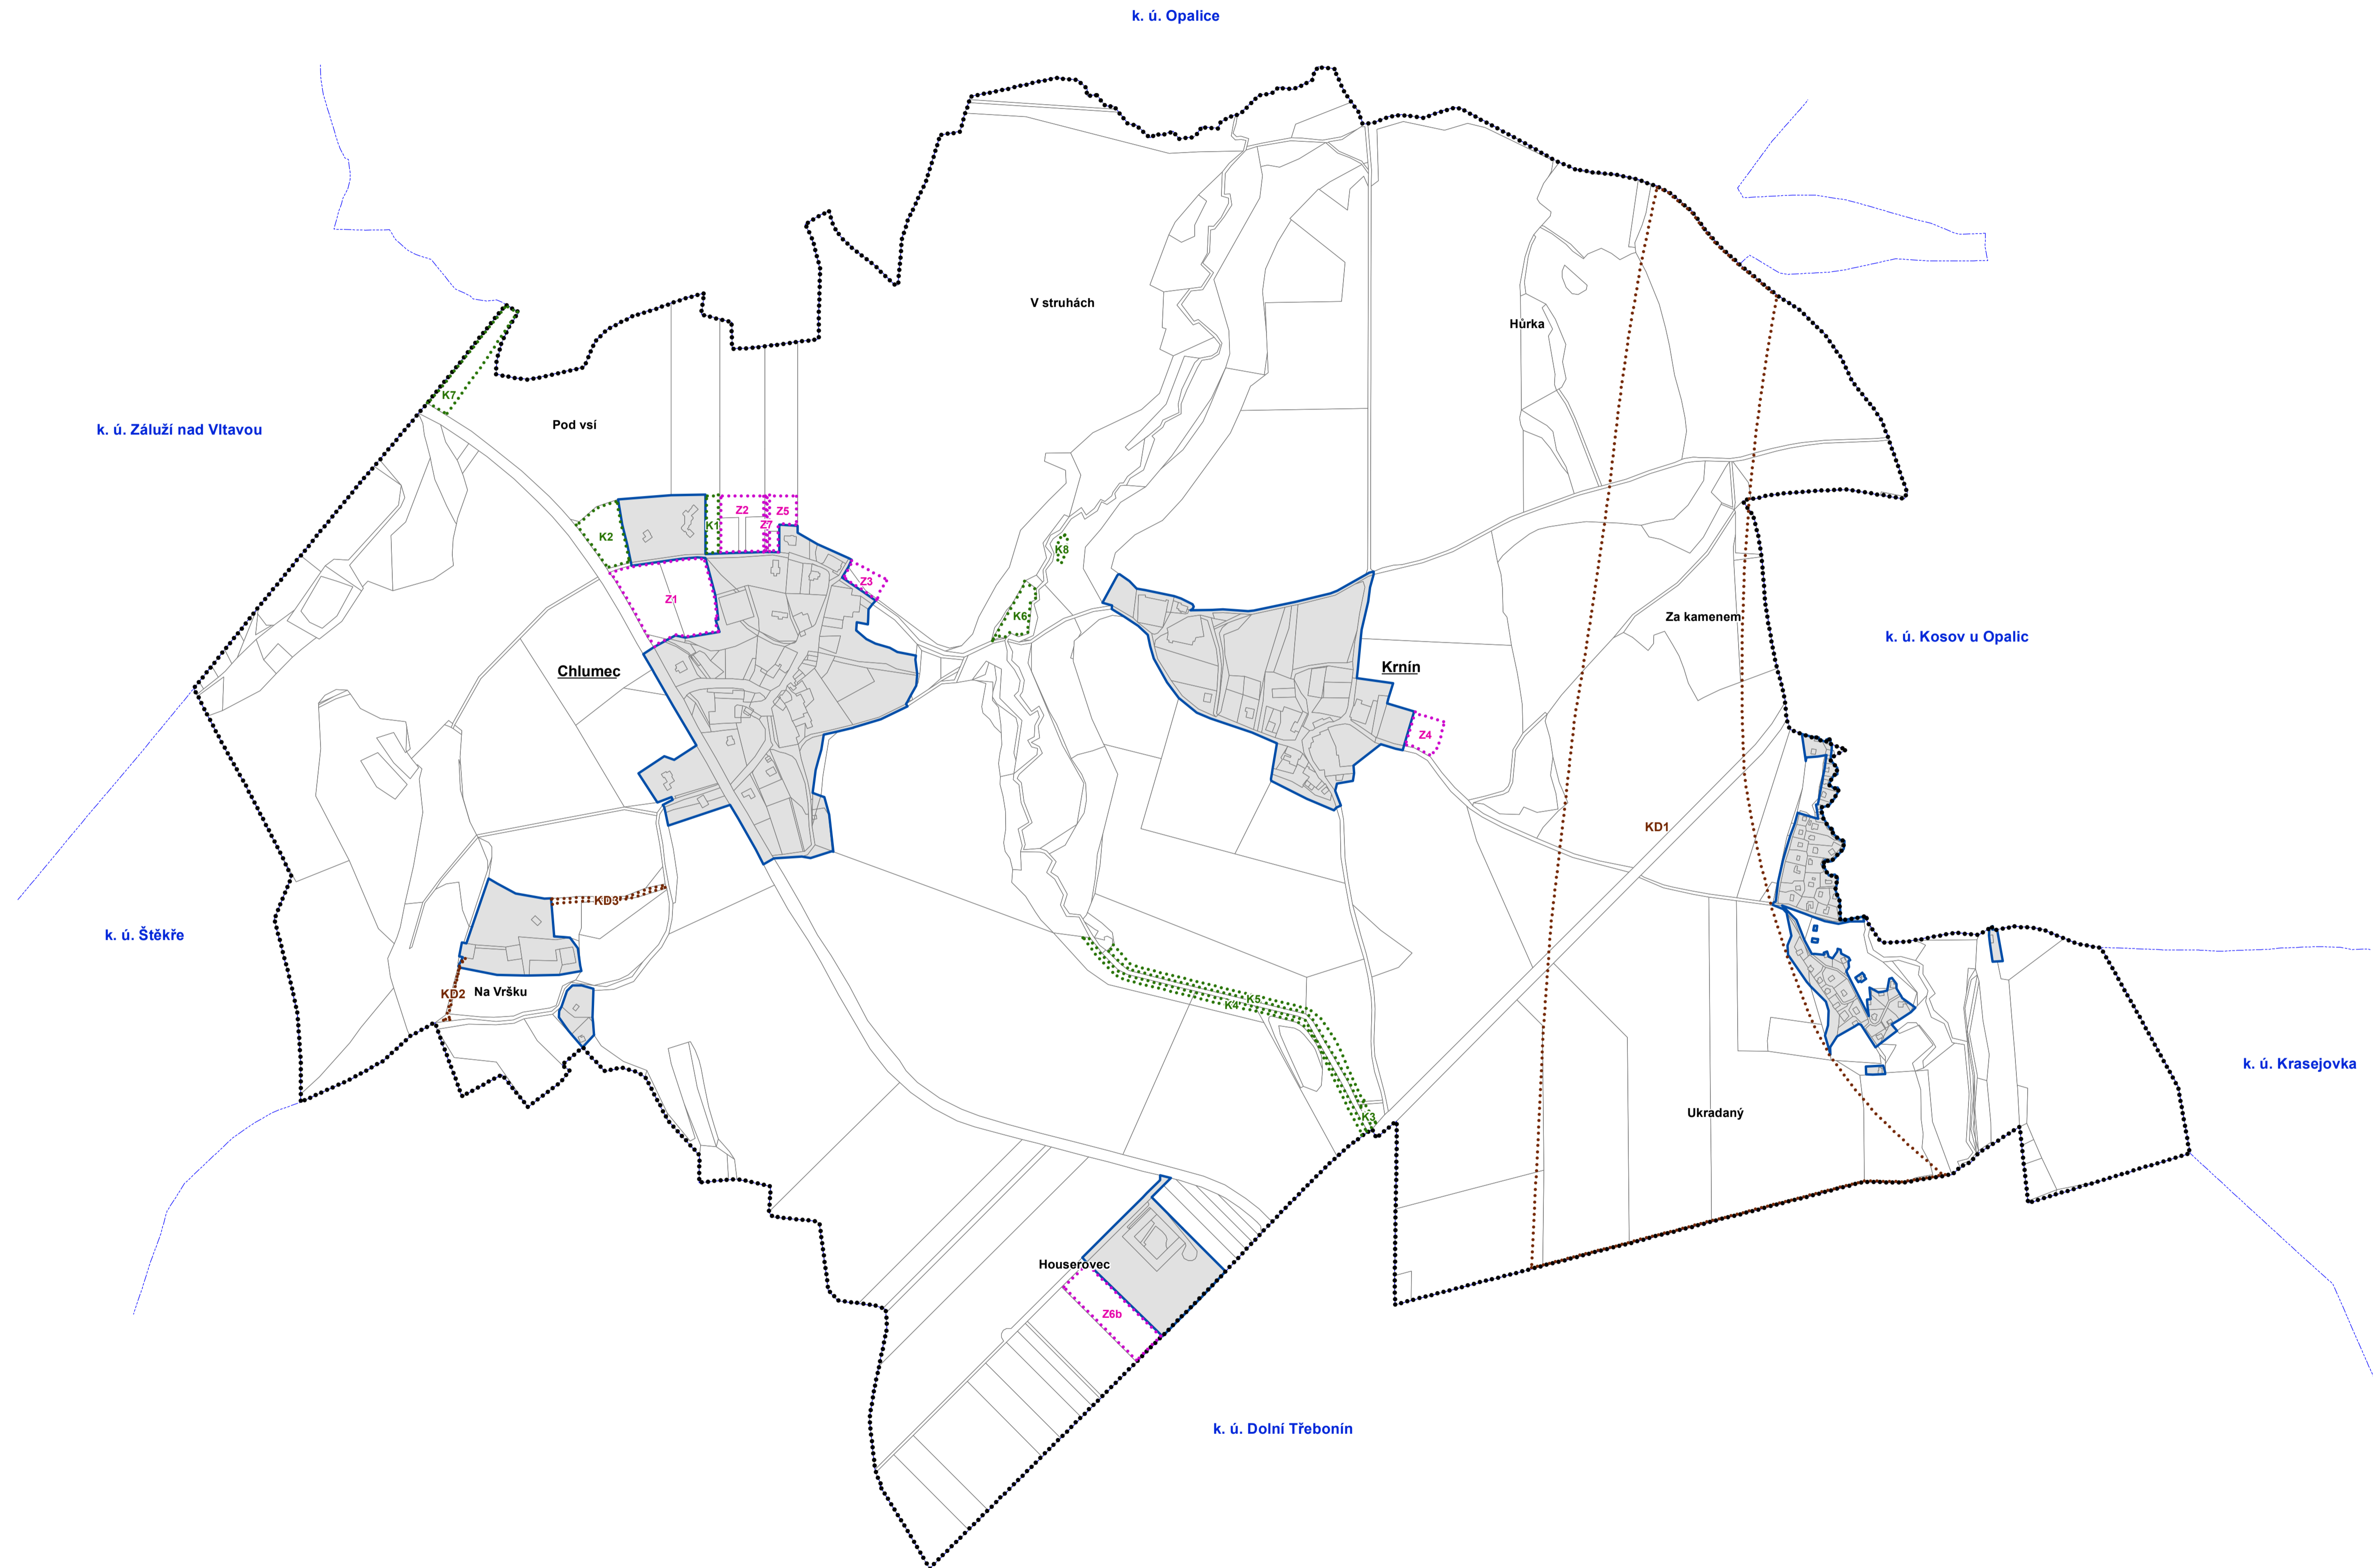 k. ú. Opalice
V struhách
Hůrka
K7
k. ú. Záluží nad Vltavou
Pod vsí
K1
Z2
Z5
Z7
K2
K8
Z3
Z1
K6
Za kamenem
k. ú. Kosov u Opalic
Chlumec
Krnín
Z4
KD1
KD3
k. ú. Štěkře
KD2
Na Vršku
K5
K4
k. ú. Krasejovka
K3
Ukradaný
Houserovec
Z6b
k. ú. Dolní Třebonín